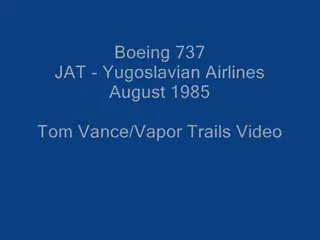 Boeing 737
JAT - Yugoslavian Airlines
August 1985
Tom Vance/Vapor Trails Video